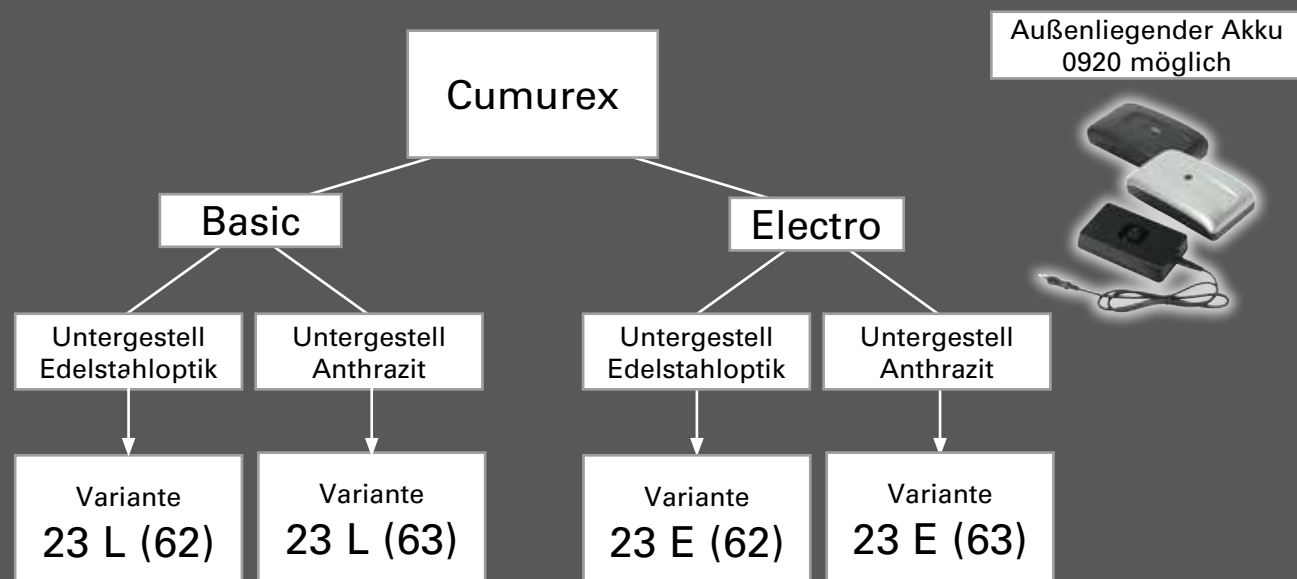 Außenliegender Akku
0920 möglich
Cumurex
Basic
Electro
Untergestell
Edelstahloptik
Untergestell
Anthrazit
Untergestell
Edelstahloptik
Untergestell
Anthrazit
Variante
23 L (62)
Variante
23 L (63)
Variante
23 E (62)
Variante
23 E (63)